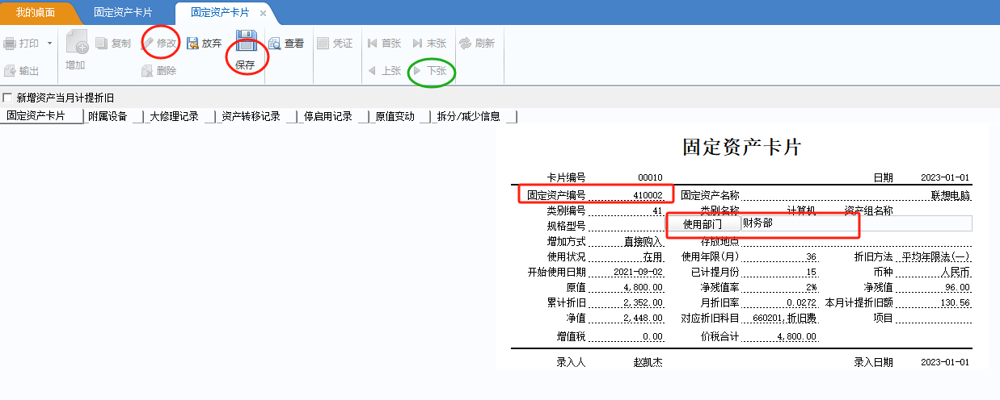 我的桌面 固定资产卡片 固定资产卡片
打印 增加 复制 修改 放弃 保存 查看 凭证 首张 末张 刷新
输出 删除 上张 下张
新增资产当月计提折旧
固定资产卡片 附属设备 大修理记录 资产转移记录 停启用记录 原值变动 拆分/减少信息
固定资产卡片
卡片编号 00010 日期 2023-01-01
固定资产编号 410002 固定资产名称 联想电脑
类别编号 41 类别名称 计算机 资产组名称
规格型号 使用部门 财务部
增加方式 直接购入 存放地点
使用状况 在用 使用年限(月) 36 折旧方法 平均年限法(一)
开始使用日期 2021-09-02 已计提月份 15 币种 人民币
原值 4,800.00 净残值率 2% 净残值 96.00
累计折旧 2,352.00 月折旧率 0.0272 本月计提折旧额 130.56
净值 2,448.00 对应折旧科目 660201,折旧费 项目
增值税 0.00 价税合计 4,800.00
录入人 赵凯杰 录入日期 2023-01-01